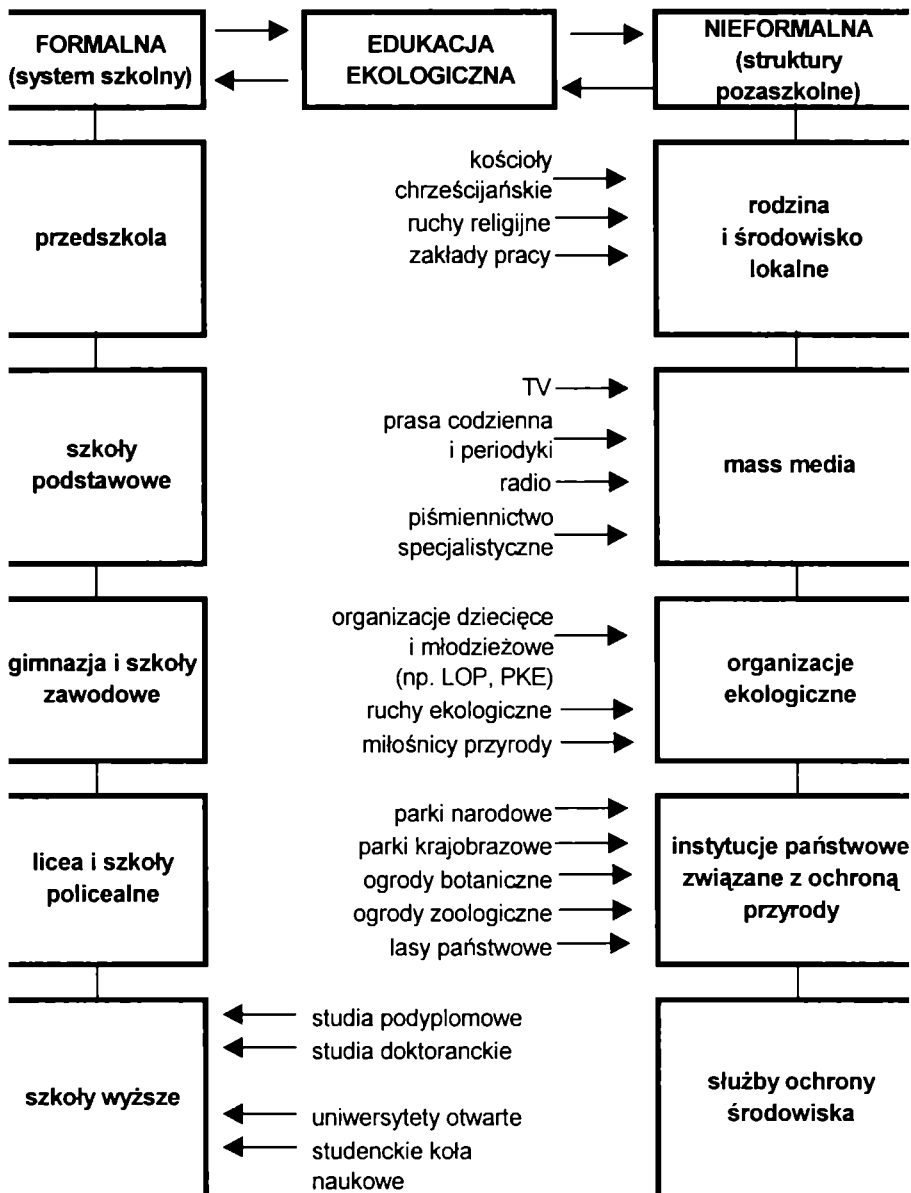 FORMALNA
(system szkolny)
EDUKACJA
EKOLOGICZNA
NIEFORMALNA
(struktury
pozaszkolne)
przedszkola
kościoły
chrześcijańskie
ruchy religijne
zakłady pracy
rodzina
i środowisko
lokalne
szkoły
podstawowe
TV
prasa codzienna
i periodyki
radio
piśmiennictwo
specjalistyczne
mass media
gimnazja i szkoły
zawodowe
organizacje dziecięce
i młodzieżowe
(np. LOP, PKE)
ruchy ekologiczne
miłośnicy przyrody
organizacje
ekologiczne
licea i szkoły
policealne
parki narodowe
parki krajobrazowe
ogrody botaniczne
ogrody zoologiczne
lasy państwowe
instytucje państwowe
związane z ochroną
przyrody
szkoły wyższe
studia podyplomowe
studia doktoranckie
uniwersytety otwarte
studenckie koła
naukowe
służby ochrony
środowiska